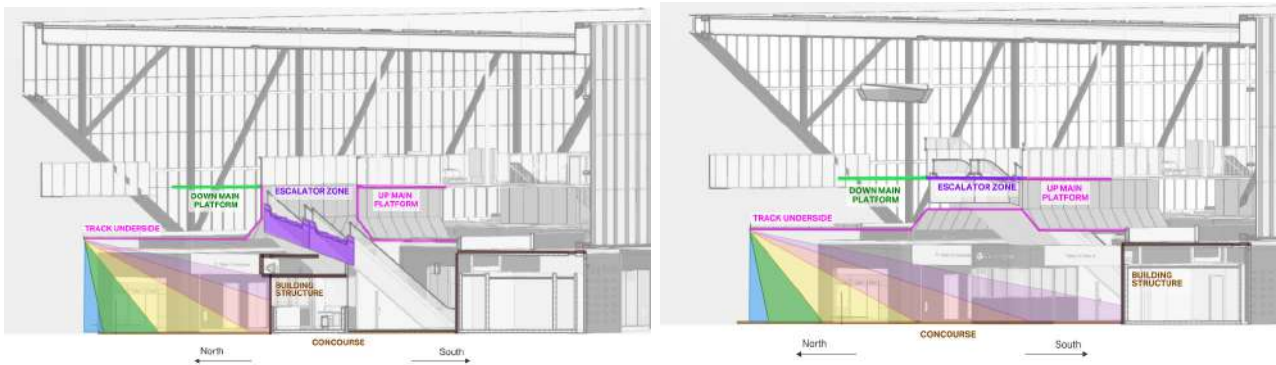 DOWN MAIN
PLATFORM
ESCALATOR ZONE
UP MAIN
PLATFORM
TRACK UNDERSIDE
BUILDING
STRUCTURE
CONCOURSE
North
South
DOWN MAIN
PLATFORM
ESCALATOR ZONE
UP MAIN
PLATFORM
TRACK UNDERSIDE
BUILDING
STRUCTURE
CONCOURSE
North
South